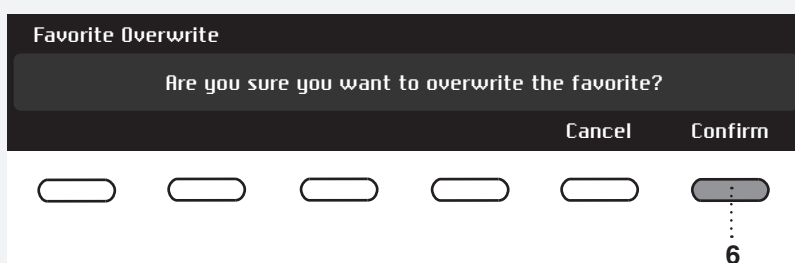 Favorite Overwrite
Are you sure you want to overwrite the favorite?
Cancel Confirm
6